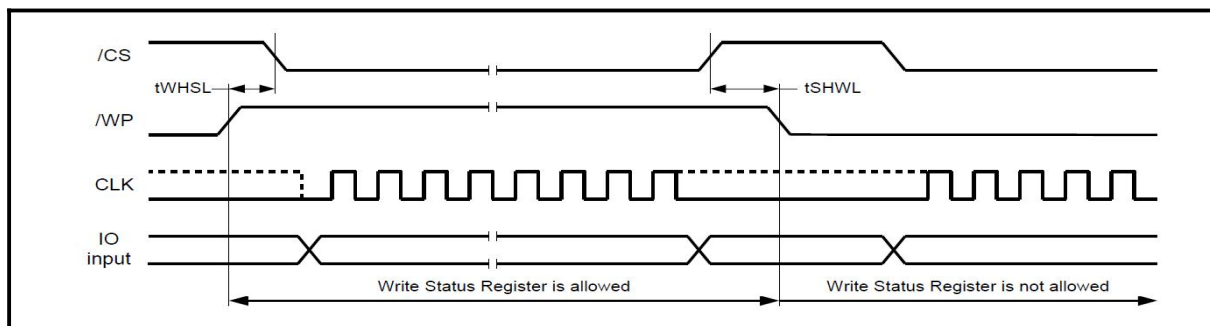 /CS
tWHSL
tSHWL
/WP
CLK
IO
input
Write Status Register is allowed
Write Status Register is not allowed